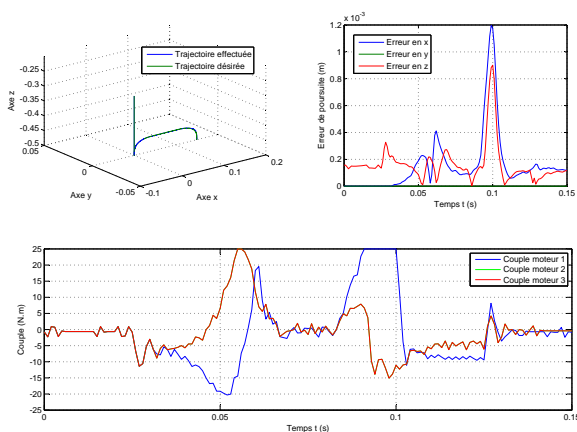 Trajectoire effectuée
Trajectoire désirée
-0.25
-0.3
-0.35
-0.4
-0.45
-0.5
Axe z
0.05
0
-0.05
Axe y
-0.1
0
0.1
0.2
Axe x
x 10^-3
Erreur en x
Erreur en y
Erreur en z
1.2
1
0.8
0.6
0.4
0.2
0
Erreur de poursuite (m)
0
0.05
0.1
0.15
Temps t (s)
Couple moteur 1
Couple moteur 2
Couple moteur 3
25
20
15
10
5
0
-5
-10
-15
-20
-25
Couple (N.m)
0
0.05
0.1
0.15
Temps t (s)